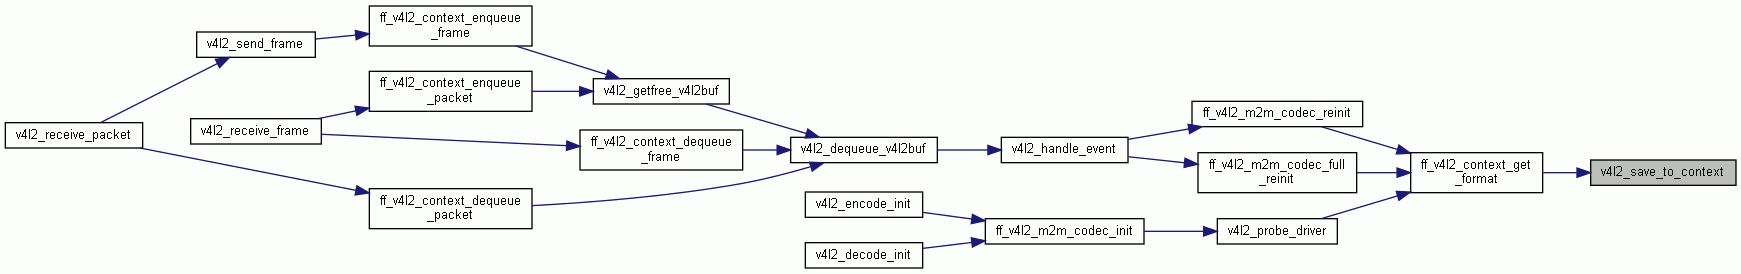 ff_v4l2_context_enqueue
_frame
v4l2_send_frame
ff_v4l2_context_enqueue
_packet
v4l2_getfree_v4l2buf
v4l2_receive_packet
v4l2_receive_frame
ff_v4l2_context_dequeue
_frame
v4l2_dequeue_v4l2buf
v4l2_handle_event
ff_v4l2_m2m_codec_reinit
ff_v4l2_m2m_codec_full
_reinit
ff_v4l2_context_get
_format
v4l2_save_to_context
ff_v4l2_context_dequeue
_packet
v4l2_encode_init
ff_v4l2_m2m_codec_init
v4l2_probe_driver
v4l2_decode_init